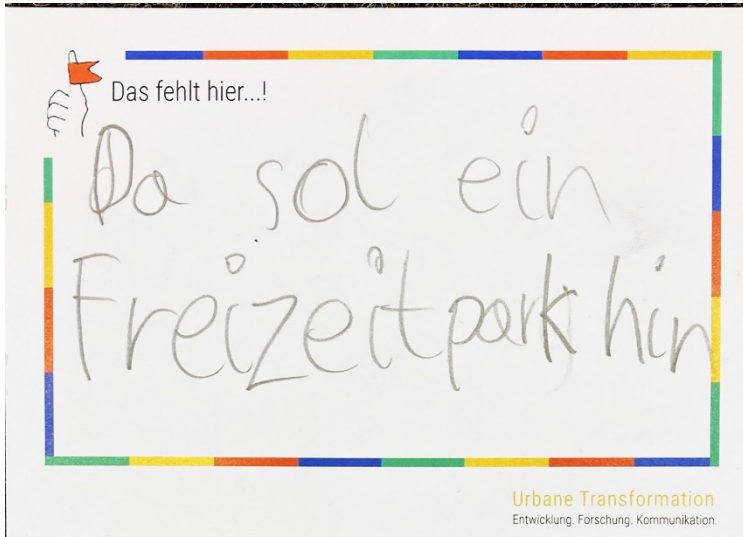 Das fehlt hier...!
Da sol ein
Freizeitpark hin
Urbane Transformation
Entwicklung. Forschung. Kommunikation.